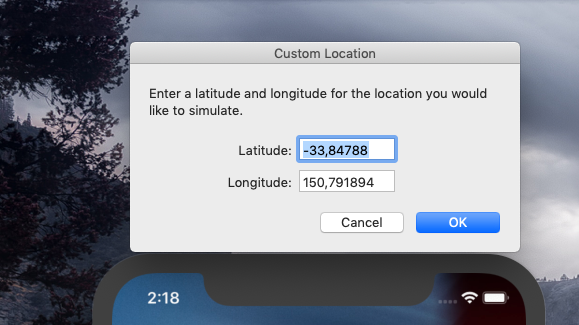 Custom Location
Enter a latitude and longitude for the location you would
like to simulate.
Latitude: -33,84788
Longitude: 150,791894
Cancel OK
2:18